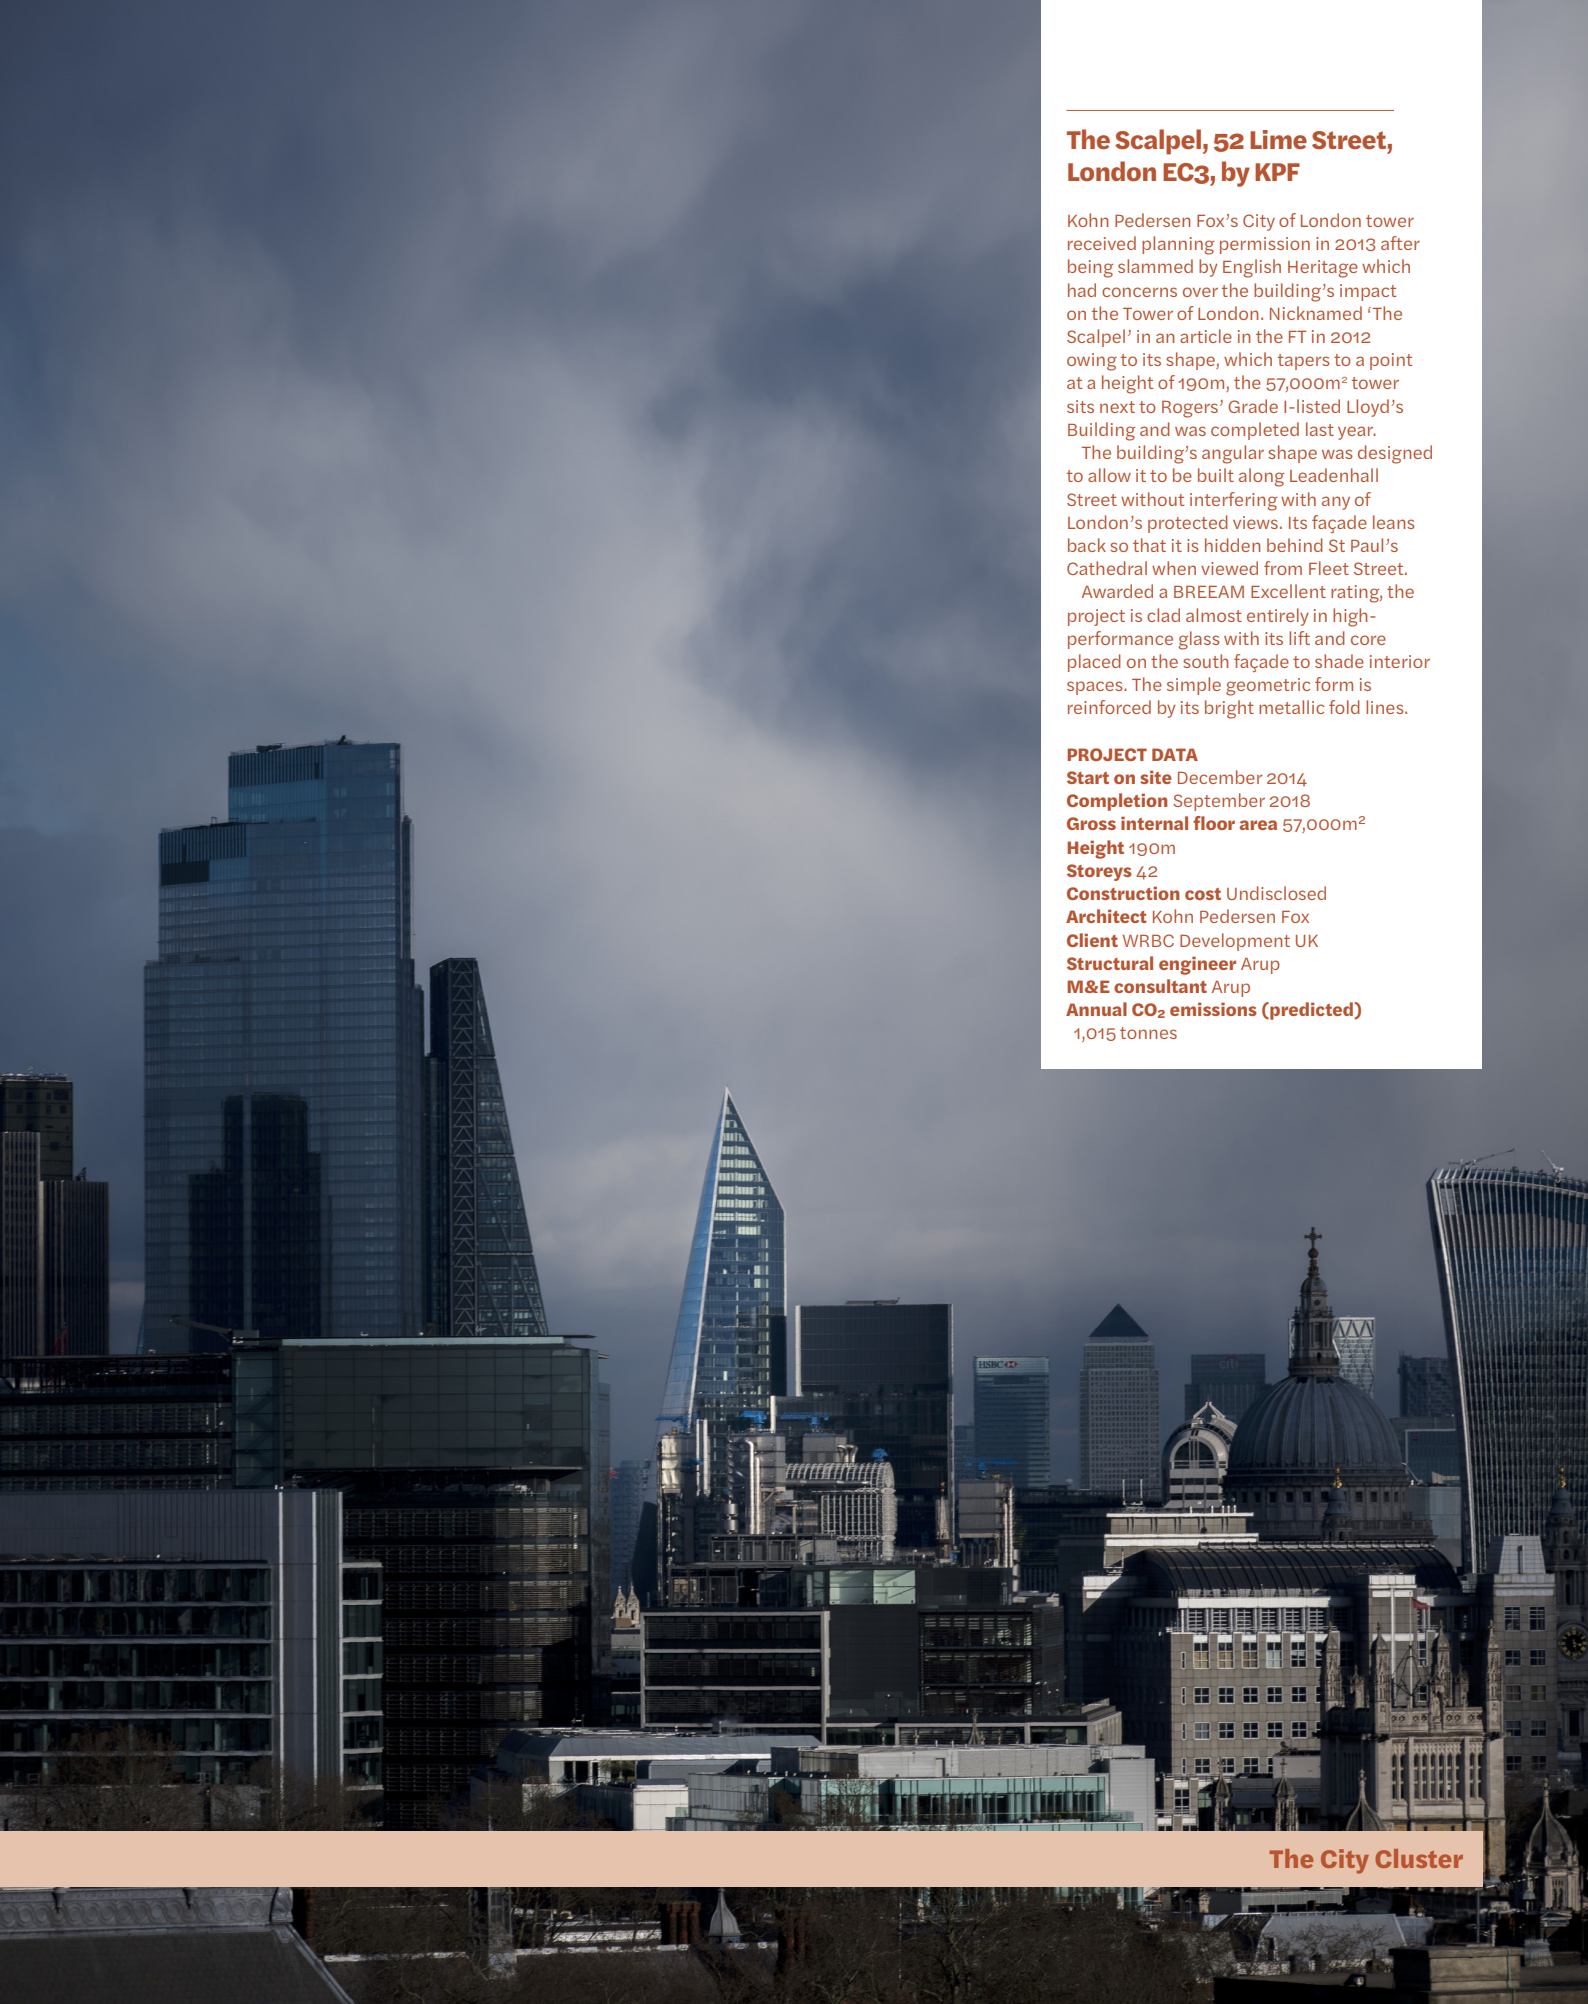 The Scalpel, 52 Lime Street,
London EC3, by KPF
Kohn Pedersen Fox’s City of London tower
received planning permission in 2013 after
being slammed by English Heritage which
had concerns over the building’s impact
on the Tower of London. Nicknamed ‘The
Scalpel’ in an article in the FT in 2012
owing to its shape, which tapers to a point
at a height of 190m, the 57,000m² tower
sits next to Rogers’ Grade I-listed Lloyd’s
Building and was completed last year.
The building’s angular shape was designed
to allow it to be built along Leadenhall
Street without interfering with any of
London’s protected views. Its façade leans
back so that it is hidden behind St Paul’s
Cathedral when viewed from Fleet Street.
Awarded a BREEAM Excellent rating, the
project is clad almost entirely in high-
performance glass with its lift and core
placed on the south façade to shade interior
spaces. The simple geometric form is
reinforced by its bright metallic fold lines.
PROJECT DATA
Start on site December 2014
Completion September 2018
Gross internal floor area 57,000m²
Height 190m
Storeys 42
Construction cost Undisclosed
Architect Kohn Pedersen Fox
Client WRBC Development UK
Structural engineer Arup
M&E consultant Arup
Annual CO₂ emissions (predicted)
1,015 tonnes
HSBC
citi
The City Cluster